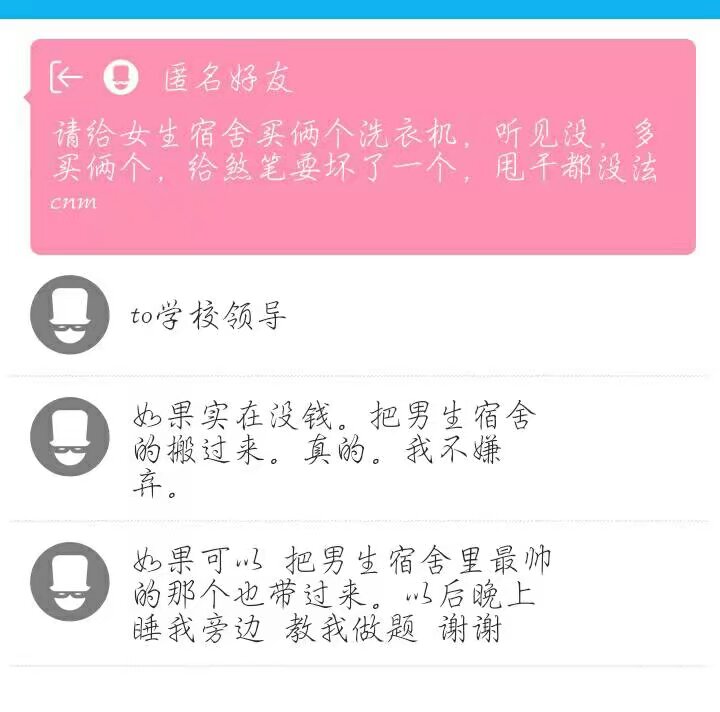 匿名好友
请给女生宿舍买俩个洗衣机，听见没，多
买俩个，给煞笔要坏了一个，甩干都没法
cnm
to学校领导
如果实在没钱。把男生宿舍
的搬过来。真的。我不嫌
弃。
如果可以 把男生宿舍里最帅
的那个也带过来。以后晚上
睡我旁边 教我做题 谢谢